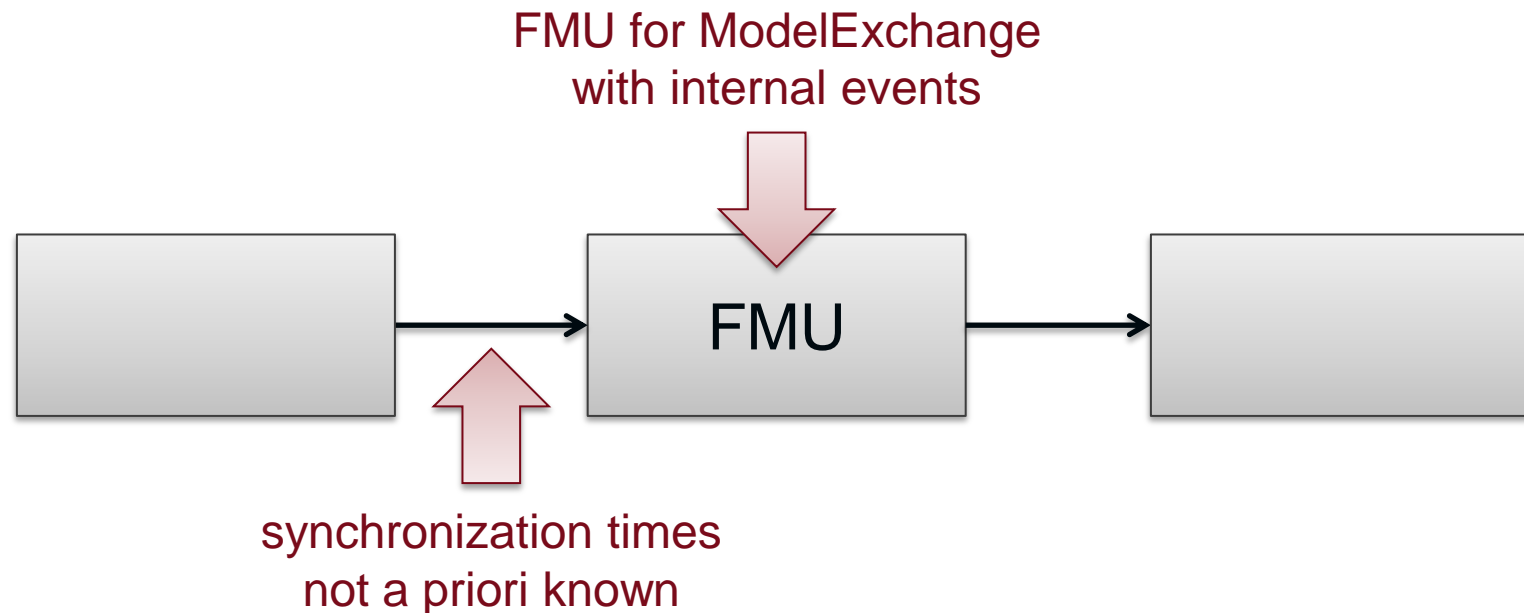 FMU for ModelExchange
with internal events
FMU
synchronization times
not a priori known